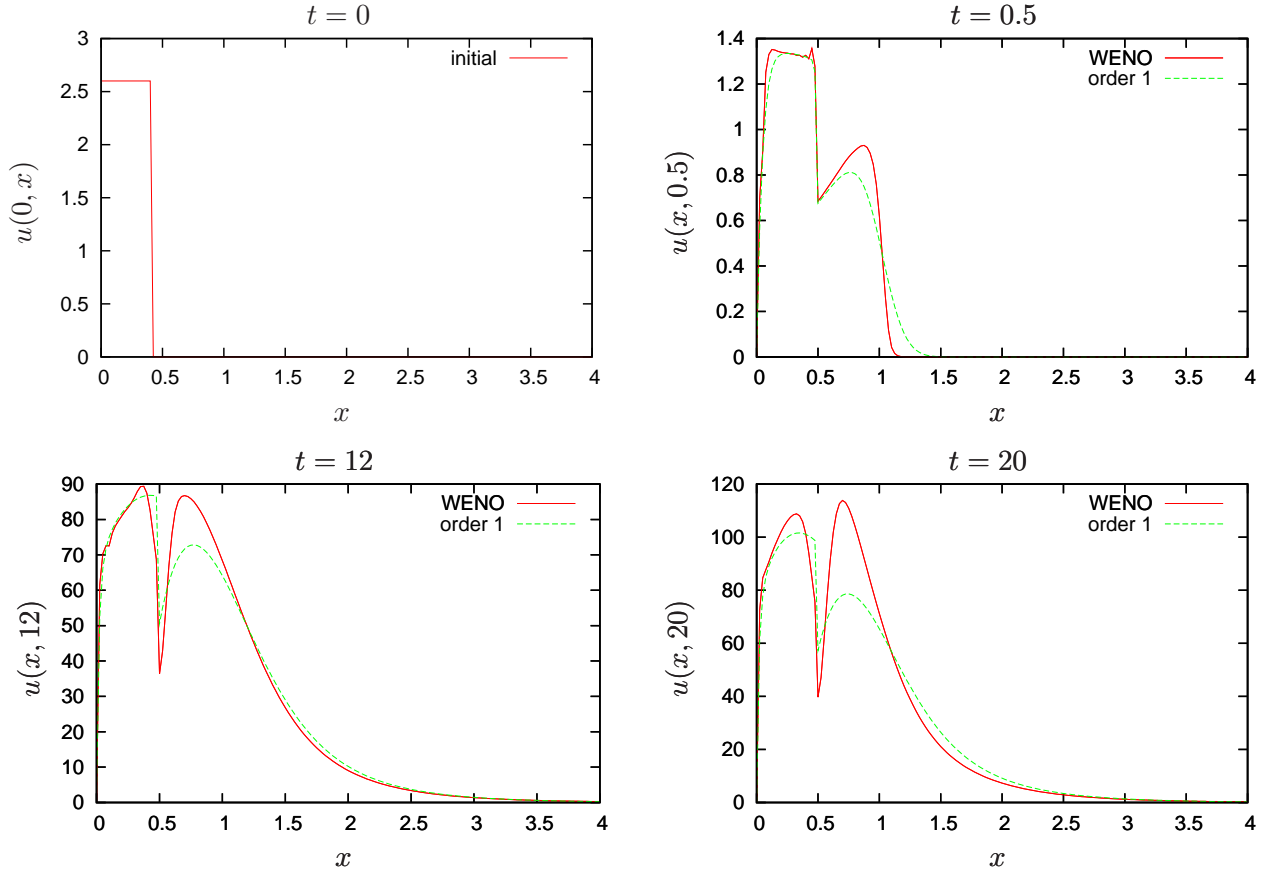 t = 0
3
2.5
2
1.5
1
0.5
0
u(0, x)
initial
0 0.5 1 1.5 2 2.5 3 3.5 4
x
t = 0.5
1.4
1.2
1
0.8
0.6
0.4
0.2
0
u(x, 0.5)
WENO
order 1
0 0.5 1 1.5 2 2.5 3 3.5 4
x
t = 12
90
80
70
60
50
40
30
20
10
0
u(x, 12)
WENO
order 1
0 0.5 1 1.5 2 2.5 3 3.5 4
x
t = 20
120
100
80
60
40
20
0
u(x, 20)
WENO
order 1
0 0.5 1 1.5 2 2.5 3 3.5 4
x